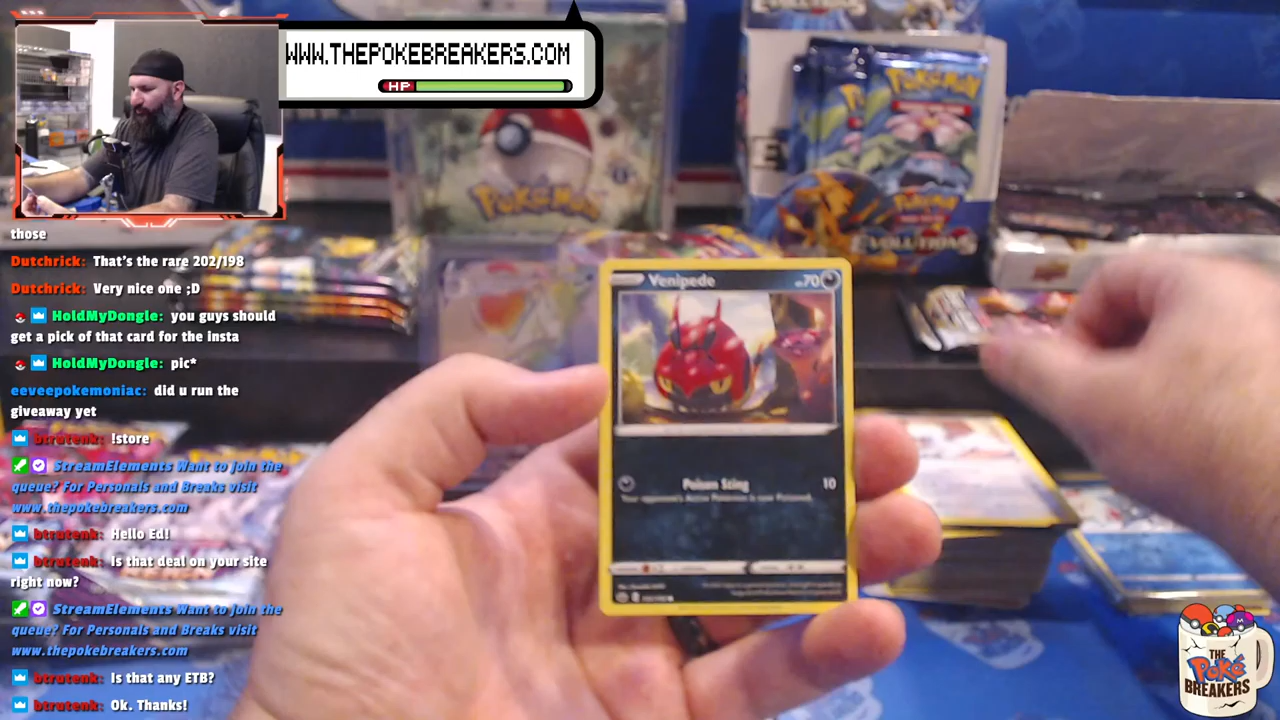 WWW.THEPOKEBREAKERS.COM
HP
those
Dutchrick: That's the rare 202/198
Dutchrick: Very nice one ;D
HoldMyDongle: you guys should
get a pick of that card for the insta
HoldMyDongle: pic*
eeveepokemoniac: did u run the
giveaway yet
btrutenk: !store
StreamElements Want to join the
queue? For Personals and Breaks visit
www.thepokebreakers.com
btrutenk: Hello Ed!
btrutenk: Is that deal on your site
right now?
StreamElements Want to join the
queue? For Personals and Breaks visit
www.thepokebreakers.com
btrutenk: Is that any ETB?
btrutenk: Ok. Thanks!
POKéMON
POKéMON
POKéMON
EVOLUTIONS
Venipede
70
Poison Sting 10
Your opponent's Active Pokémon is now Poisoned.
THE
Poké
BREAKERS